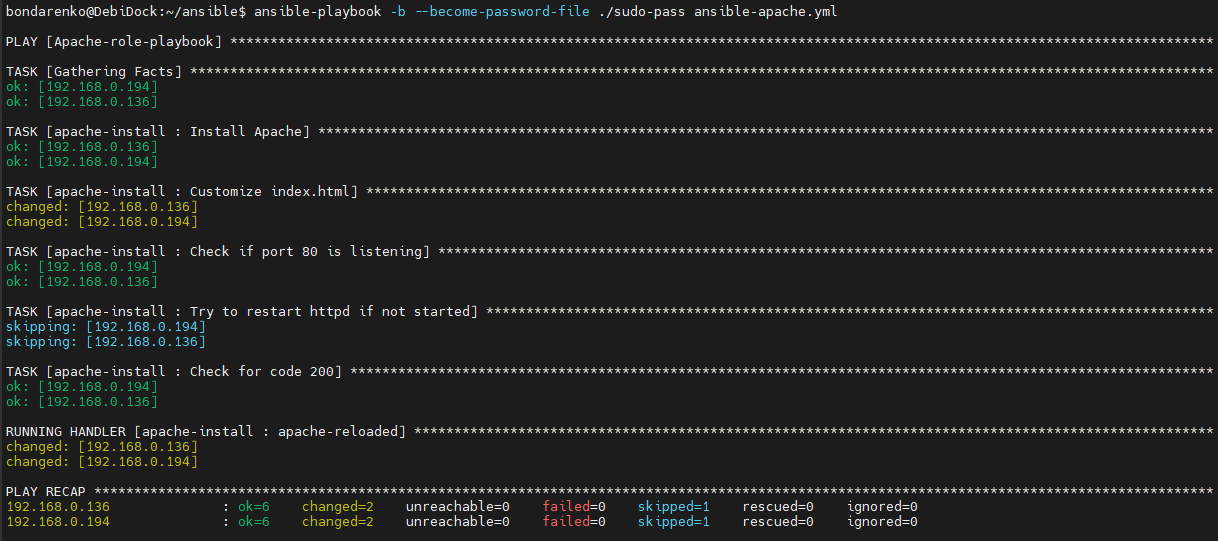 bondarenko@DebiDock:~/ansible$ ansible-playbook -b --become-password-file ./sudo-pass ansible-apache.yml
PLAY [Apache-role-playbook] ***************************************************************************************************************************
TASK [Gathering Facts] ********************************************************************************************************************************
ok: [192.168.0.194]
ok: [192.168.0.136]
TASK [apache-install : Install Apache] ****************************************************************************************************************
ok: [192.168.0.136]
ok: [192.168.0.194]
TASK [apache-install : Customize index.html] **********************************************************************************************************
changed: [192.168.0.136]
changed: [192.168.0.194]
TASK [apache-install : Check if port 80 is listening] *************************************************************************************************
ok: [192.168.0.194]
ok: [192.168.0.136]
TASK [apache-install : Try to restart httpd if not started] *******************************************************************************************
skipping: [192.168.0.194]
skipping: [192.168.0.136]
TASK [apache-install : Check for code 200] ************************************************************************************************************
ok: [192.168.0.194]
ok: [192.168.0.136]
RUNNING HANDLER [apache-install : apache-reloaded] ****************************************************************************************************
changed: [192.168.0.136]
changed: [192.168.0.194]
PLAY RECAP ********************************************************************************************************************************************
192.168.0.136              : ok=6    changed=2    unreachable=0    failed=0    skipped=1    rescued=0    ignored=0
192.168.0.194              : ok=6    changed=2    unreachable=0    failed=0    skipped=1    rescued=0    ignored=0